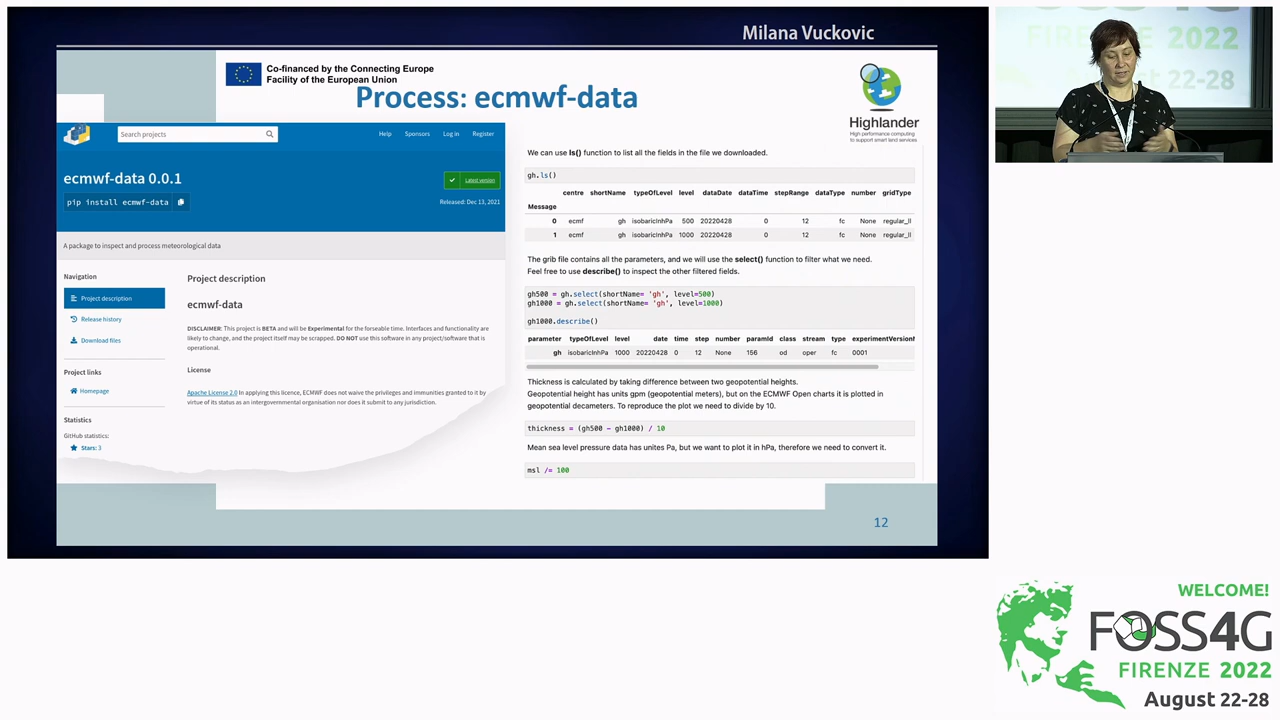 Milana Vuckovic
Co-financed by the Connecting Europe
Facility of the European Union
Process: ecmwf-data
Highlander
High performance computing
to support smart land services
Search projects
Help Sponsors Log in Register
ecmwf-data 0.0.1
Latest version
pip install ecmwf-data
Released: Dec 13, 2021
A package to inspect and process meteorological data
Navigation
Project description
Release history
Download files
Project links
Homepage
Statistics
GitHub statistics:
Stars: 3
Project description
ecmwf-data
DISCLAIMER: This project is BETA and will be Experimental for the forseable time. Interfaces and functionality are
likely to change, and the project itself may be scrapped. DO NOT use this software in any project/software that is
operational.
License
Apache License 2.0 In applying this licence, ECMWF does not waive the privileges and immunities granted to it by
virtue of its status as an intergovernmental organisation nor does it submit to any jurisdiction.
We can use ls() function to list all the fields in the file we downloaded.
gh.ls()
centre shortName typeOfLevel level dataDate dataTime stepRange dataType number gridType
Message
0 ecmf gh isobaricInhPa 500 20220428 0 12 fc None regular_ll
1 ecmf gh isobaricInhPa 1000 20220428 0 12 fc None regular_ll
The grib file contains all the parameters, and we will use the select() function to filter what we need.
Feel free to use describe() to inspect the other filtered fields.
gh500 = gh.select(shortName= 'gh', level=500)
gh1000 = gh.select(shortName= 'gh', level=1000)
gh1000.describe()
parameter typeOfLevel level date time step number paramId class stream type experimentVersionN
gh isobaricInhPa 1000 20220428 0 12 None 156 od oper fc 0001
Thickness is calculated by taking difference between two geopotential heights.
Geopotential height has units gpm (geopotential meters), but on the ECMWF Open charts it is plotted in
geopotential decameters. To reproduce the plot we need to divide by 10.
thickness = (gh500 - gh1000) / 10
Mean sea level pressure data has unites Pa, but we want to plot it in hPa, therefore we need to convert it.
msl /= 100
12
FIRENZE 2022
August 22-28
WELCOME!
FOSS4G
FIRENZE 2022
August 22-28